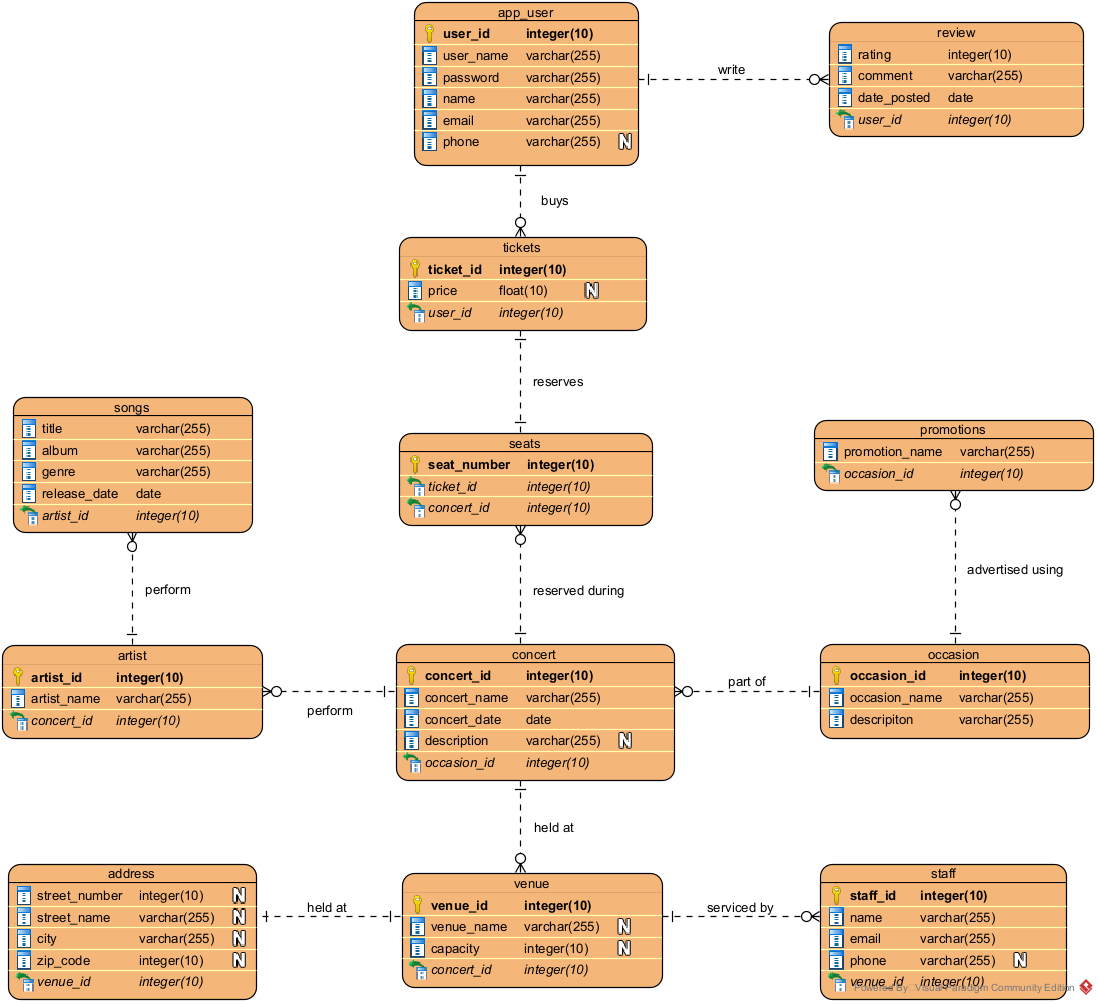 app_user
user_id integer(10)
user_name varchar(255)
password varchar(255)
name varchar(255)
email varchar(255)
phone varchar(255) N
review
rating integer(10)
comment varchar(255)
date_posted date
user_id integer(10)
write
buys
tickets
ticket_id integer(10)
price float(10) N
user_id integer(10)
reserves
songs
title varchar(255)
album varchar(255)
genre varchar(255)
release_date date
artist_id integer(10)
seats
seat_number integer(10)
ticket_id integer(10)
concert_id integer(10)
promotions
promotion_name varchar(255)
occasion_id integer(10)
perform
reserved during
advertised using
artist
artist_id integer(10)
artist_name varchar(255)
concert_id integer(10)
perform
concert
concert_id integer(10)
concert_name varchar(255)
concert_date date
description varchar(255) N
occasion_id integer(10)
part of
occasion
occasion_id integer(10)
occasion_name varchar(255)
descripiton varchar(255)
held at
address
street_number integer(10) N
street_name varchar(255) N
city varchar(255) N
zip_code integer(10) N
venue_id integer(10)
held at
venue
venue_id integer(10)
venue_name varchar(255) N
capacity integer(10) N
concert_id integer(10)
serviced by
staff
staff_id integer(10)
name varchar(255)
email varchar(255)
phone varchar(255) N
venue_id integer(10)
Powered By: Visual Paradigm Community Edition